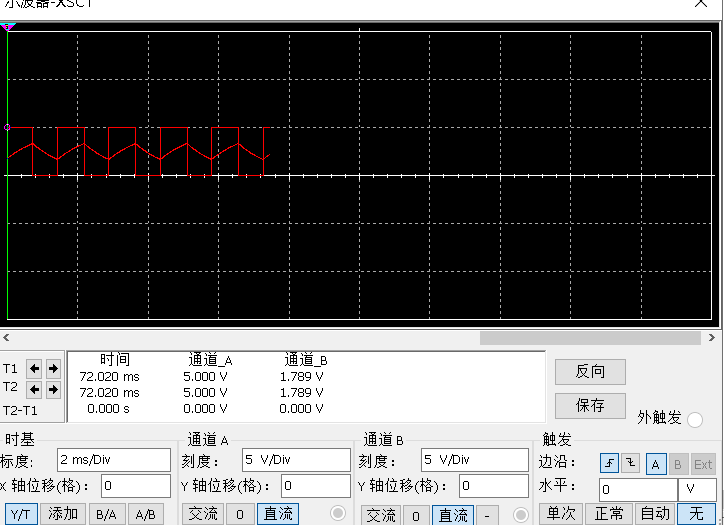 示波器-XSC1
时间 通道_A 通道_B
T1 72.020 ms 5.000 V 1.789 V
T2 72.020 ms 5.000 V 1.789 V
T2-T1 0.000 s 0.000 V 0.000 V
反向
保存
外触发
时基 通道 A 通道 B 触发
标度: 2 ms/Div 刻度: 5 V/Div 刻度: 5 V/Div 边沿: A B Ext
X 轴位移(格): 0 Y 轴位移(格): 0 Y 轴位移(格): 0 水平: 0 V
Y/T 添加 B/A A/B 交流 0 直流 交流 0 直流 - 单次 正常 自动 无